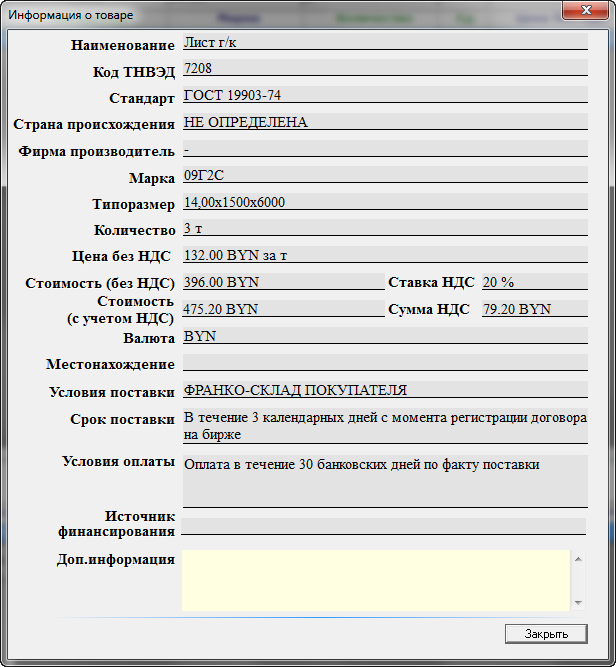 Информация о товаре
Наименование Лист г/к
Код ТНВЭД 7208
Стандарт ГОСТ 19903-74
Страна происхождения НЕ ОПРЕДЕЛЕНА
Фирма производитель -
Марка 09Г2С
Типоразмер 14,00х1500х6000
Количество 3 т
Цена без НДС 132.00 BYN за т
Стоимость (без НДС) 396.00 BYN Ставка НДС 20 %
Стоимость
(с учетом НДС) 475.20 BYN Сумма НДС 79.20 BYN
Валюта BYN
Местонахождение
Условия поставки ФРАНКО-СКЛАД ПОКУПАТЕЛЯ
Срок поставки В течение 3 календарных дней с момента регистрации договора
на бирже
Условия оплаты Оплата в течение 30 банковских дней по факту поставки
Источник
финансирования
Доп.информация
Закрыть